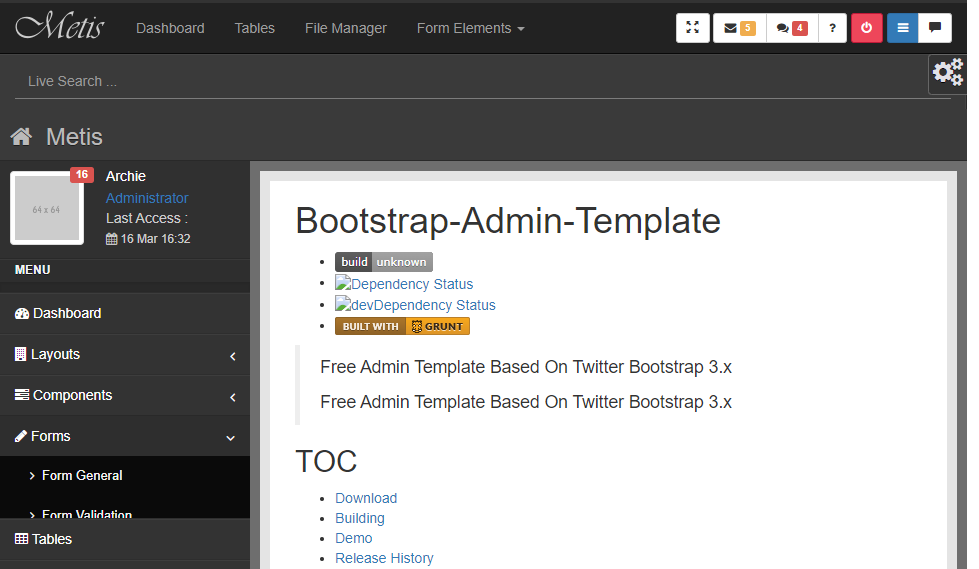 Metis
Dashboard
Tables
File Manager
Form Elements
5
4
?
Live Search ...
Metis
64 x 64
16
Archie
Administrator
Last Access :
16 Mar 16:32
MENU
Dashboard
Layouts
Components
Forms
Form General
Form Validation
Tables
Bootstrap-Admin-Template
build unknown
Dependency Status
devDependency Status
BUILT WITH GRUNT
Free Admin Template Based On Twitter Bootstrap 3.x
Free Admin Template Based On Twitter Bootstrap 3.x
TOC
Download
Building
Demo
Release History